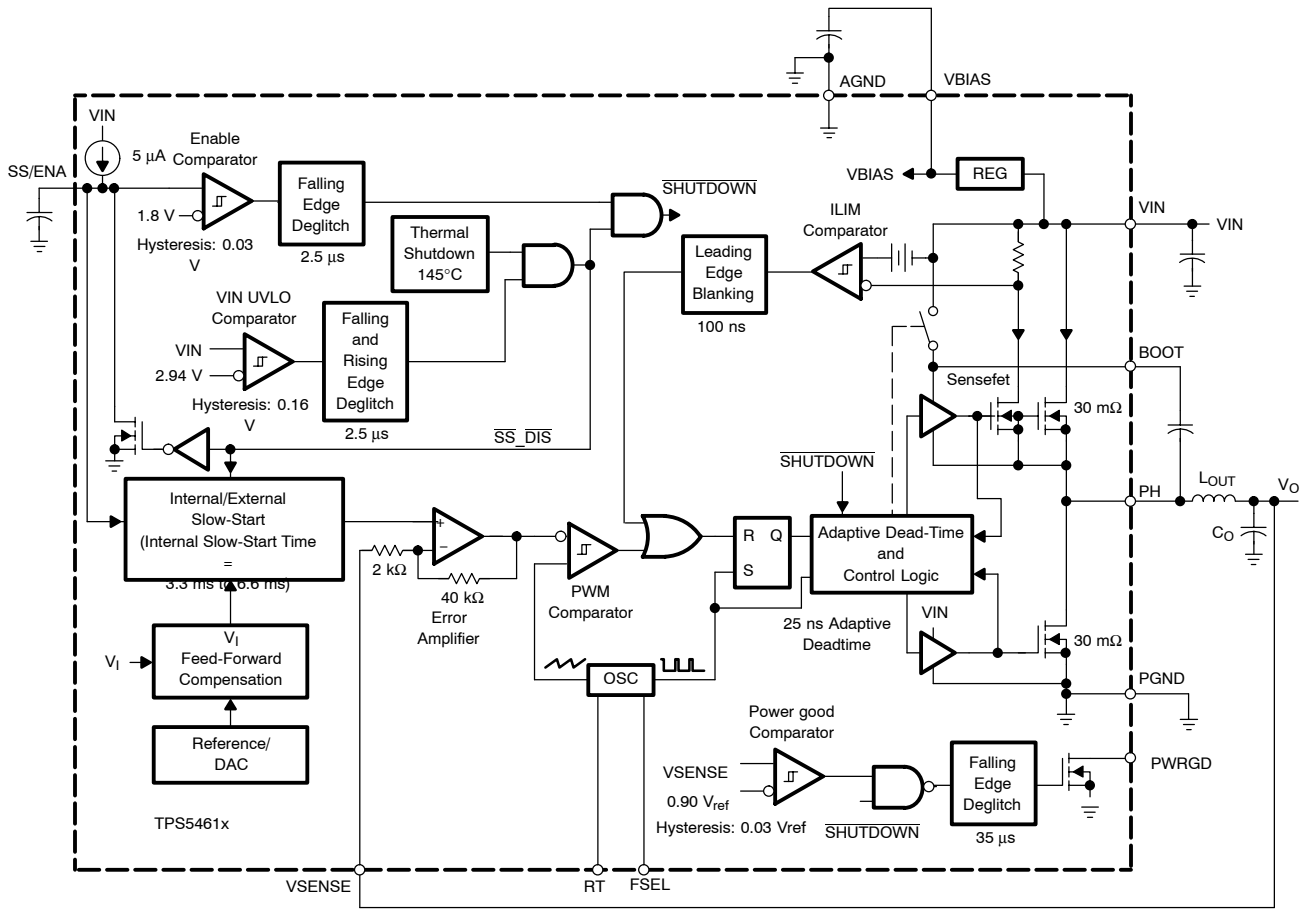 AGND
VBIAS
VIN
5 μA
Enable
Comparator
SS/ENA
1.8 V
Hysteresis: 0.03
V
Falling
Edge
Deglitch
2.5 μs
Thermal
Shutdown
145°C
SHUTDOWN
VBIAS
REG
ILIM
Comparator
Leading
Edge
Blanking
100 ns
VIN
VIN
VIN UVLO
Comparator
VIN
2.94 V
Hysteresis: 0.16
V
Falling
and
Rising
Edge
Deglitch
2.5 μs
SS_DIS
BOOT
Sensefet
30 mΩ
SHUTDOWN
PH
LOUT
VO
CO
Internal/External
Slow-Start
(Internal Slow-Start Time
=
3.3 ms to 6.6 ms)
+
−
2 kΩ
40 kΩ
Error
Amplifier
PWM
Comparator
R Q
S
Adaptive Dead-Time
and
Control Logic
25 ns Adaptive
Deadtime
VIN
30 mΩ
PGND
VI
VI
Feed-Forward
Compensation
Reference/
DAC
OSC
Power good
Comparator
VSENSE
0.90 Vref
Hysteresis: 0.03 Vref
SHUTDOWN
Falling
Edge
Deglitch
35 μs
PWRGD
TPS5461x
VSENSE
RT
FSEL